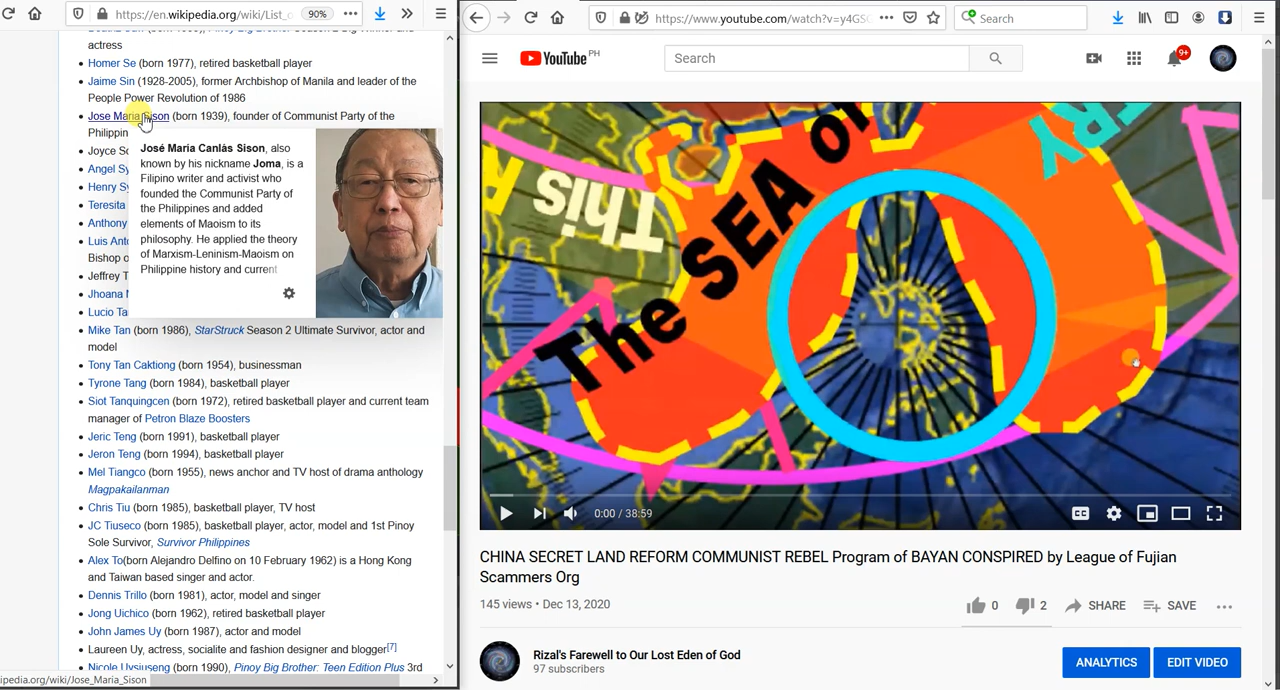 https://en.wikipedia.org/wiki/List_o
90%
actress
Homer Se (born 1977), retired basketball player
Jaime Sin (1928-2005), former Archbishop of Manila and leader of the
People Power Revolution of 1986
Jose Maria Sison (born 1939), founder of Communist Party of the
Philippin
Joyce
Angel Sy
Henry Sy
Teresita
Anthony
Luis Anto
Bishop o
Jeffrey T
Jhoana
Lucio Ta
José Maria Canlás Sison, also
known by his nickname Joma, is a
Filipino writer and activist who
founded the Communist Party of
the Philippines and added
elements of Maoism to its
philosophy. He applied the theory
of Marxism-Leninism-Maoism on
Philippine history and current
Mike Tan (born 1986), StarStruck Season 2 Ultimate Survivor, actor and
model
Tony Tan Caktiong (born 1954), businessman
Tyrone Tang (born 1984), basketball player
Siot Tanquingcen (born 1972), retired basketball player and current team
manager of Petron Blaze Boosters
Jeric Teng (born 1991), basketball player
Jeron Teng (born 1994), basketball player
Mel Tiangco (born 1955), news anchor and TV host of drama anthology
Magpakailanman
Chris Tiu (born 1985), basketball player, TV host
JC Tiuseco (born 1985), basketball player, actor, model and 1st Pinoy
Sole Survivor, Survivor Philippines
Alex To(born Alejandro Delfino on 10 February 1962) is a Hong Kong
and Taiwan based singer and actor.
Dennis Trillo (born 1981), actor, model and singer
Jong Uichico (born 1962), retired basketball player
John James Uy (born 1987), actor and model
Laureen Uy, actress, socialite and fashion designer and blogger[7]
Nicole Uysiuseng (born 1990), Pinoy Big Brother: Teen Edition Plus 3rd
ipedia.org/wiki/Jose_Maria_Sison
https://www.youtube.com/watch?v=y4GS
Search
YouTube PH
Search
9+
This
The SEA of
ERY
0:00 / 38:59
CC
CHINA SECRET LAND REFORM COMMUNIST REBEL Program of BAYAN CONSPIRED by League of Fujian
Scammers Org
145 views • Dec 13, 2020
0
2
SHARE
SAVE
Rizal's Farewell to Our Lost Eden of God
97 subscribers
ANALYTICS
EDIT VIDEO